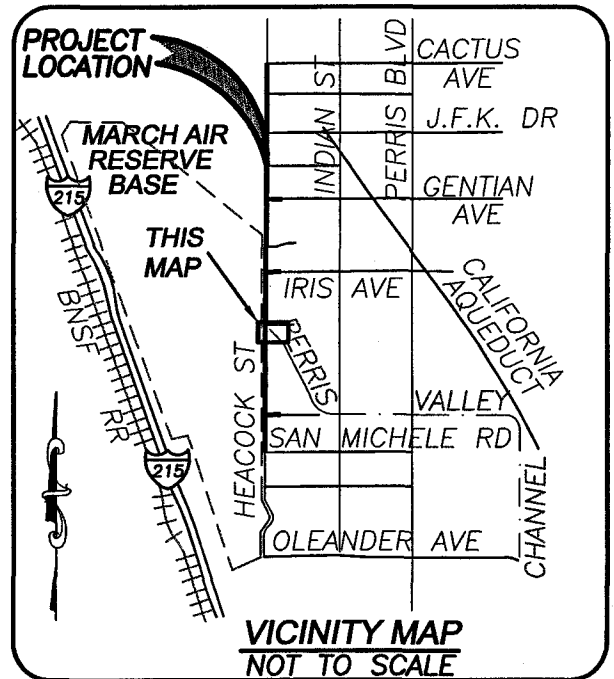 PROJECT
LOCATION
CACTUS
AVE
INDIAN ST
PERRIS BLVD
J.F.K. DR
MARCH AIR
RESERVE
BASE
GENTIAN
AVE
215
THIS
MAP
IRIS AVE
CALIFORNIA
AQUEDUCT
BNSF RR
PERRIS
VALLEY
CHANNEL
HEACOCK ST
SAN MICHELE RD
215
OLEANDER AVE
VICINITY MAP
NOT TO SCALE